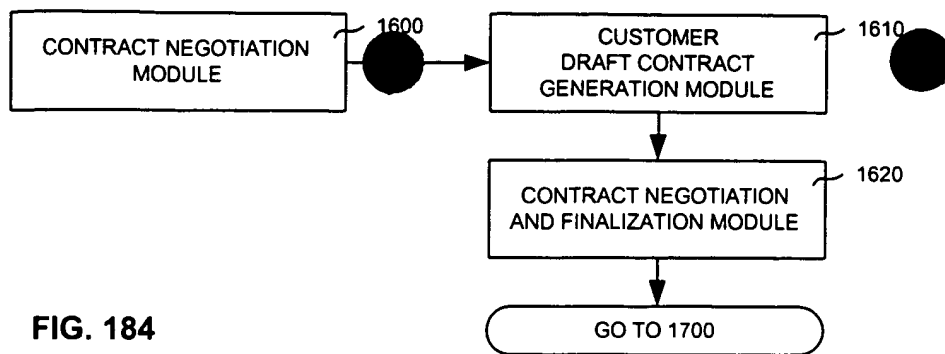 CONTRACT NEGOTIATION
MODULE
1600
CUSTOMER
DRAFT CONTRACT
GENERATION MODULE
1610
CONTRACT NEGOTIATION
AND FINALIZATION MODULE
1620
GO TO 1700
FIG. 184